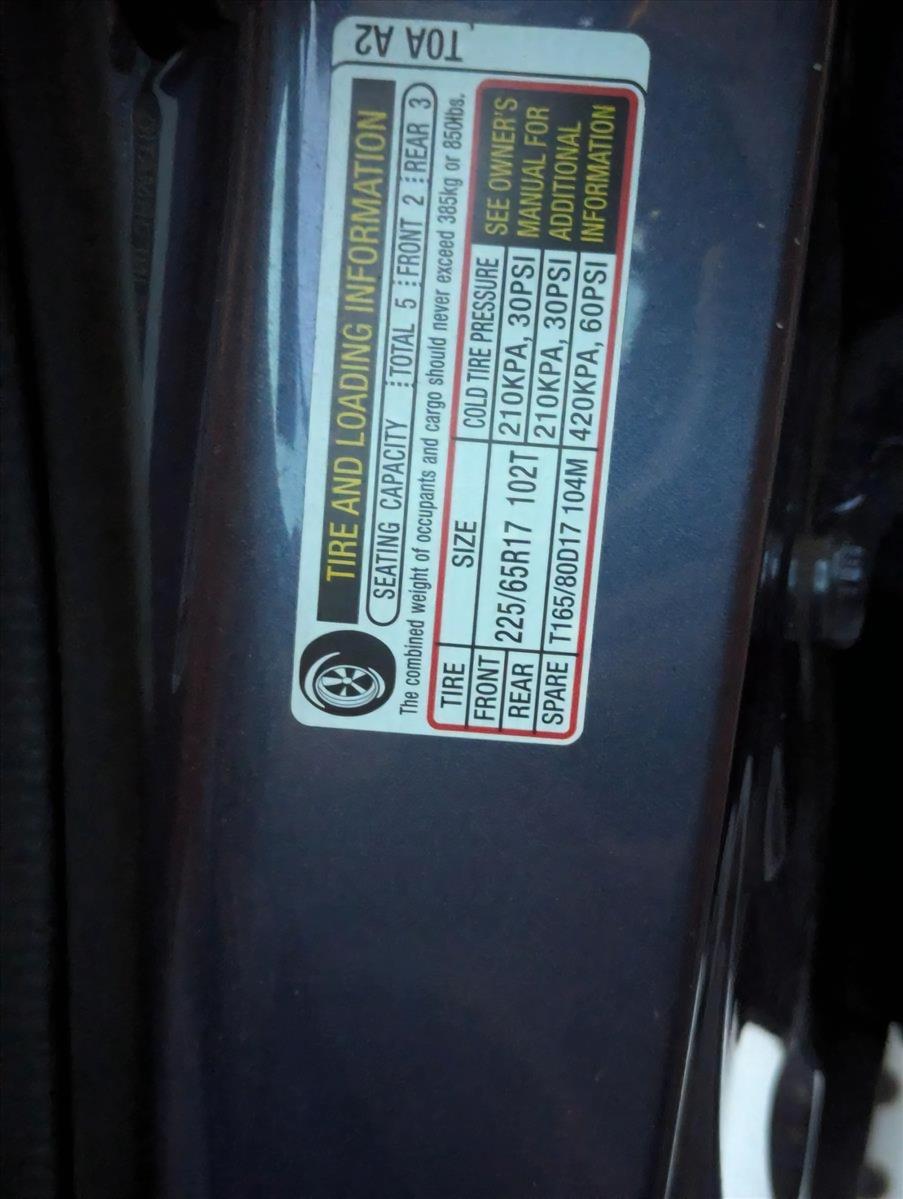 TOA A2
TIRE AND LOADING INFORMATION
SEATING CAPACITY TOTAL 5 FRONT 2 REAR 3
The combined weight of occupants and cargo should never exceed 385kg or 850lbs.
TIRE SIZE COLD TIRE PRESSURE
FRONT 225/65R17 102T 210KPA, 30PSI
REAR 210KPA, 30PSI
SPARE T165/80D17 104M 420KPA, 60PSI
SEE OWNER'S
MANUAL FOR
ADDITIONAL
INFORMATION